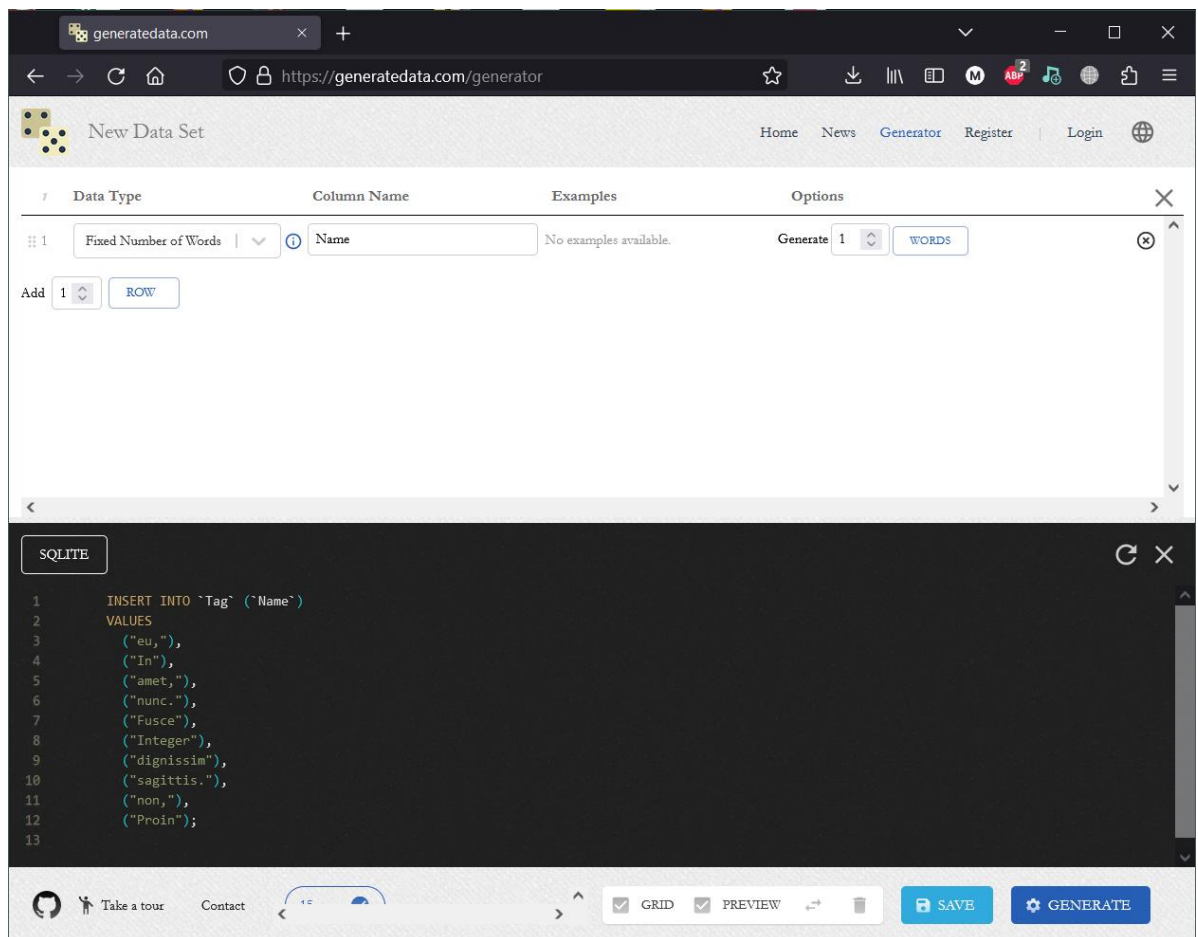 generatedata.com
https://generatedata.com/generator
M
ABP
2
New Data Set
Home News Generator Register | Login
1 Data Type Column Name Examples Options
1 Fixed Number of Words Name No examples available. Generate 1 WORDS
Add 1 ROW
SQLITE
1 INSERT INTO `Tag` (`Name`)
2 VALUES
3 ("eu,"),
4 ("In"),
5 ("amet,"),
6 ("nunc."),
7 ("Fusce"),
8 ("Integer"),
9 ("dignissim"),
10 ("sagittis."),
11 ("non,"),
12 ("Proin");
13
Take a tour Contact GRID PREVIEW SAVE GENERATE